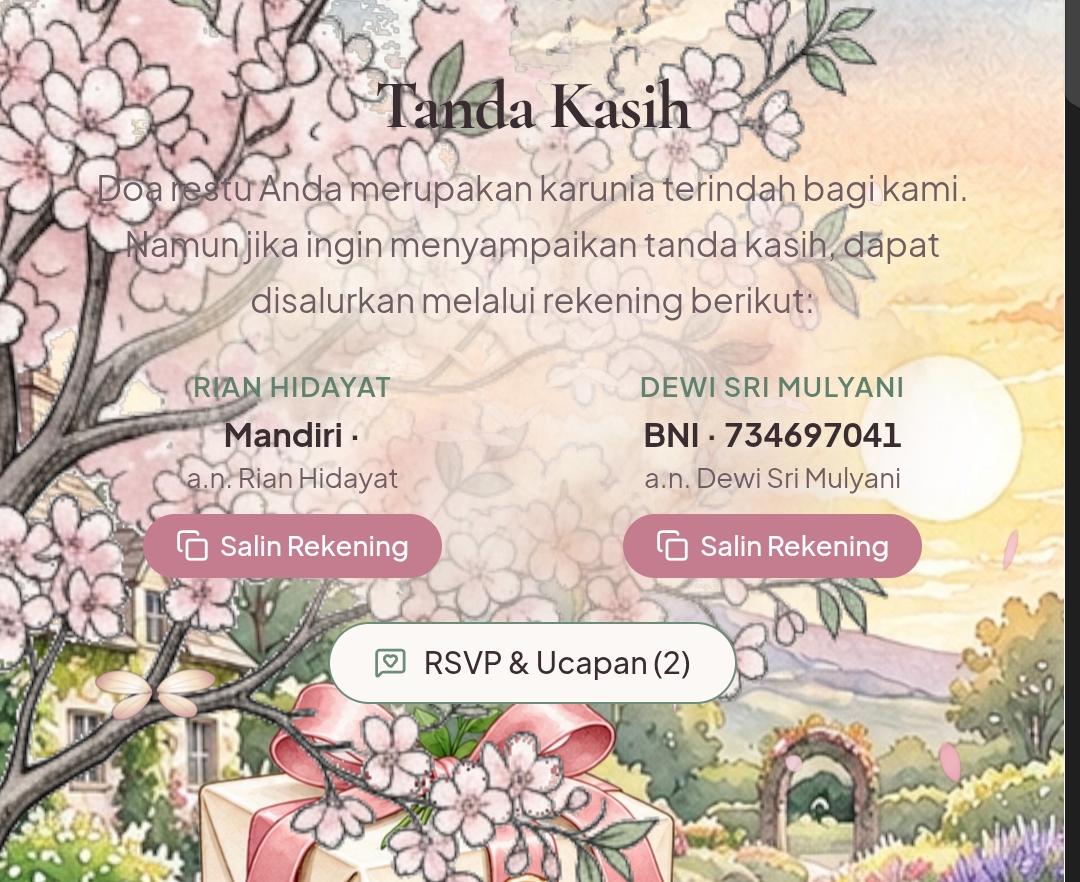 Tanda Kasih
Doa restu Anda merupakan karunia terindah bagi kami.
Namun jika ingin menyampaikan tanda kasih, dapat
disalurkan melalui rekening berikut:
RIAN HIDAYAT
Mandiri ·
a.n. Rian Hidayat
Salin Rekening
DEWI SRI MULYANI
BNI · 734697041
a.n. Dewi Sri Mulyani
Salin Rekening
RSVP & Ucapan (2)